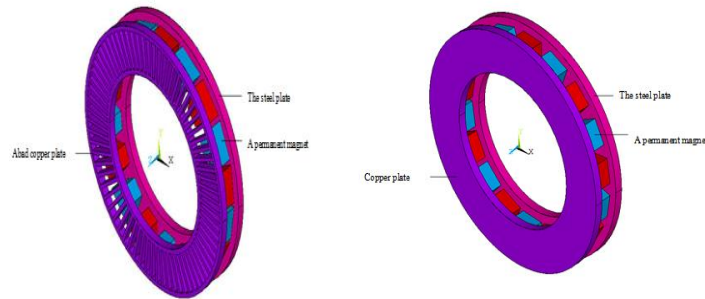 The steel plate
A permanent magnet
Abad copper plate
The steel plate
A permanent magne
Copper plate
Y
Z
X